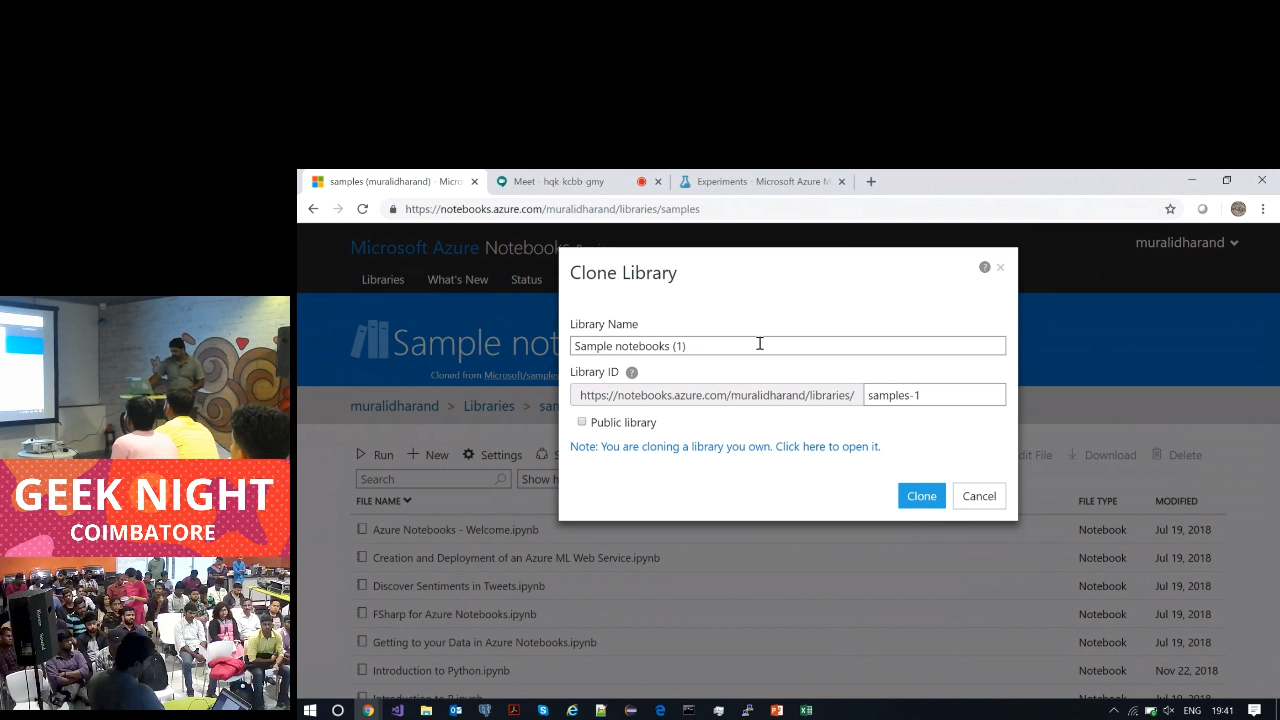 samples (muralidharand) - Micro
Meet - hqk-kcbb-gmy
Experiments - Microsoft Azure M
https://notebooks.azure.com/muralidharand/libraries/samples
Microsoft Azure Notebooks
muralidharand
Libraries What's New Status
Sample not
Cloned from Microsoft/samples
muralidharand > Libraries > sam
Clone Library
Library Name
Sample notebooks (1)
Library ID
https://notebooks.azure.com/muralidharand/libraries/ samples-1
Public library
Note: You are cloning a library you own. Click here to open it.
Clone Cancel
Run New Settings S
dit File Download Delete
Search Show h
FILE NAME FILE TYPE MODIFIED
Azure Notebooks - Welcome.ipynb Notebook Jul 19, 2018
Creation and Deployment of an Azure ML Web Service.ipynb Notebook Jul 19, 2018
Discover Sentiments in Tweets.ipynb Notebook Jul 19, 2018
FSharp for Azure Notebooks.ipynb Notebook Jul 19, 2018
Getting to your Data in Azure Notebooks.ipynb Notebook Jul 19, 2018
Introduction to Python.ipynb Notebook Nov 22, 2018
GEEK NIGHT
COIMBATORE
ENG 19:41